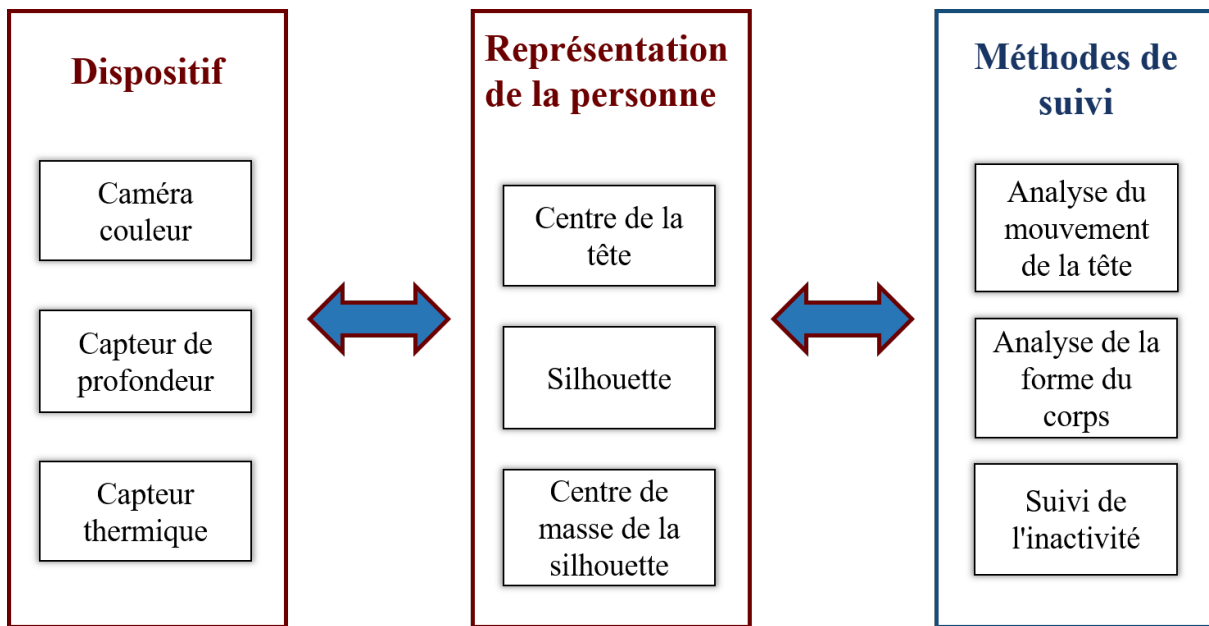 Dispositif
Caméra
couleur
Capteur de
profondeur
Capteur
thermique
Représentation
de la personne
Centre de la
tête
Silhouette
Centre de
masse de la
silhouette
Méthodes de
suivi
Analyse du
mouvement
de la tête
Analyse de la
forme du
corps
Suivi de
l'inactivité